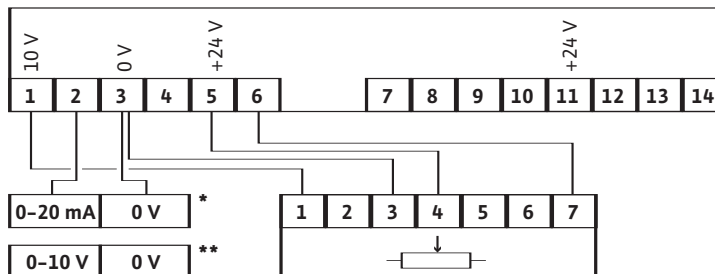 10 V 0 V +24 V +24 V
1 2 3 4 5 6 7 8 9 10 11 12 13 14
0–20 mA 0 V *
1 2 3 4 5 6 7
0–10 V 0 V **